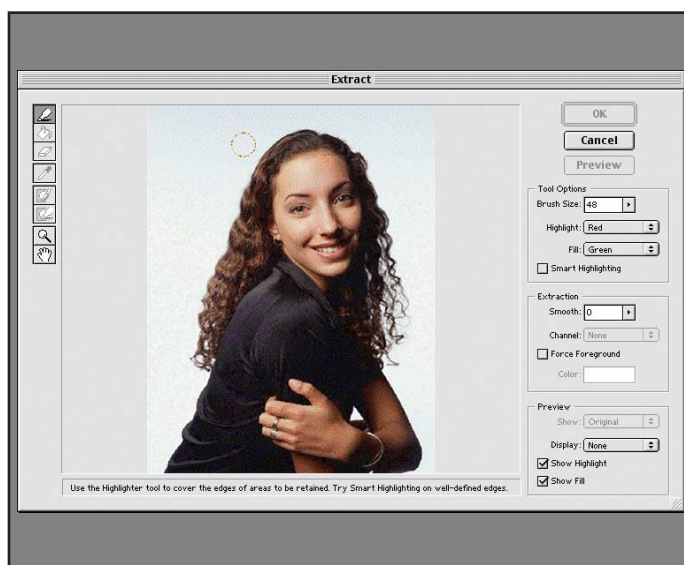 Extract
OK
Cancel
Preview
Tool Options
Brush Size: 48
Highlight: Red
Fill: Green
Smart Highlighting
Extraction
Smooth: 0
Channel: None
Force Foreground
Color:
Preview
Show: Original
Display: None
Show Highlight
Show Fill
Use the Highlighter tool to cover the edges of areas to be retained. Try Smart Highlighting on well-defined edges.